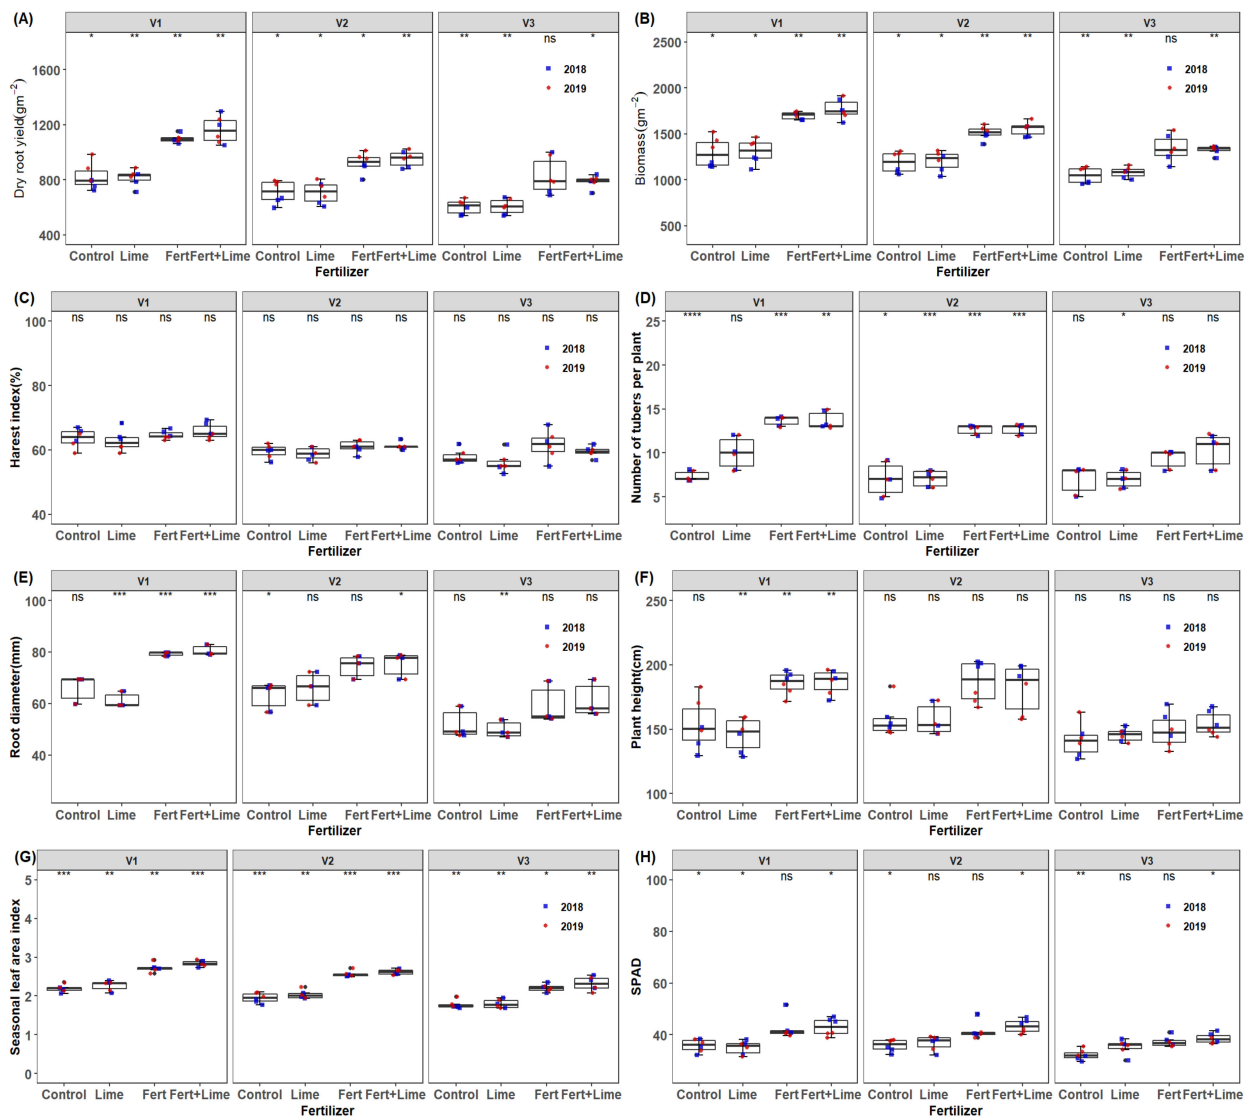 (A)
V1 V2 V3
* ** ** ** * * * ** ** ** ns *
2018
2019
Dry root yield(gm−2)
1600
1200
800
400
Control Lime Fert Fert+Lime Control Lime Fert Fert+Lime Control Lime Fert Fert+Lime
Fertilizer
(B)
V1 V2 V3
* * ** ** * * ** ** ** ** ns **
2018
2019
Biomass(gm−2)
2500
2000
1500
1000
500
Control Lime Fert Fert+Lime Control Lime Fert Fert+Lime Control Lime Fert Fert+Lime
Fertilizer
(C)
V1 V2 V3
ns ns ns ns ns ns ns ns ns ns ns ns
2018
2019
Harest index(%)
100
80
60
40
Control Lime Fert Fert+Lime Control Lime Fert Fert+Lime Control Lime Fert Fert+Lime
Fertilizer
(D)
V1 V2 V3
**** ns *** ** * *** *** *** ns * ns ns
2018
2019
Number of tubers per plant
25
20
15
10
5
Control Lime Fert Fert+Lime Control Lime Fert Fert+Lime Control Lime Fert Fert+Lime
Fertilizer
(E)
V1 V2 V3
ns *** *** *** * ns ns * ns ** ns ns
2018
2019
Root diameter(mm)
100
80
60
40
Control Lime Fert Fert+Lime Control Lime Fert Fert+Lime Control Lime Fert Fert+Lime
Fertilizer
(F)
V1 V2 V3
ns ** ** ** ns ns ns ns ns ns ns ns
2018
2019
Plant height(cm)
250
200
150
100
Control Lime Fert Fert+Lime Control Lime Fert Fert+Lime Control Lime Fert Fert+Lime
Fertilizer
(G)
V1 V2 V3
*** ** ** *** *** ** *** *** ** ** * **
2018
2019
Seasonal leaf area index
5
4
3
2
1
0
Control Lime Fert Fert+Lime Control Lime Fert Fert+Lime Control Lime Fert Fert+Lime
Fertilizer
(H)
V1 V2 V3
* * ns * * ns ns * ** ns ns *
2018
2019
SPAD
100
80
60
40
Control Lime Fert Fert+Lime Control Lime Fert Fert+Lime Control Lime Fert Fert+Lime
Fertilizer